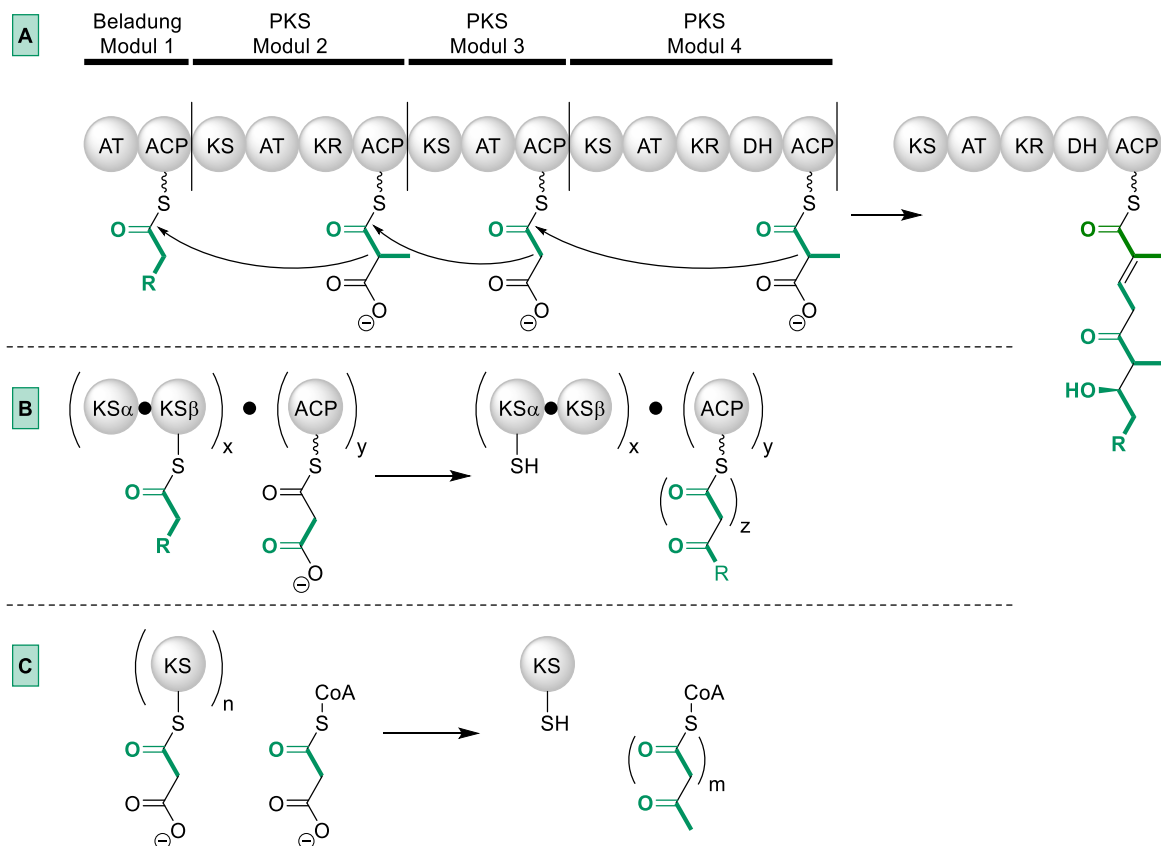 A
Beladung
Modul 1
PKS
Modul 2
PKS
Modul 3
PKS
Modul 4
AT ACP KS AT KR ACP KS AT ACP KS AT KR DH ACP
KS AT KR DH ACP
S S S S
S
O O O O
R
O O O
O⊖ O⊖ O⊖
O
O
HO
R
B
(KSα•KSβ)x • (ACP)y
(KSα•KSβ)x • (ACP)y
S S
SH S
O O
O
R
O
O⊖
( O )z
O
R
C
(KS)n
KS
S
CoA
S
SH
CoA
S
O O
O
O⊖
O
O⊖
( O )m
O